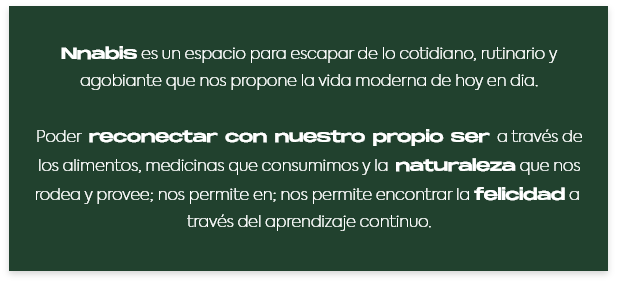 Nnabis es un espacio para escapar de lo cotidiano, rutinario y
agobiante que nos propone la vida moderna de hoy en dia.
Poder reconectar con nuestro propio ser a través de
los alimentos, medicinas que consumimos y la naturaleza que nos
rodea y provee; nos permite en; nos permite encontrar la felicidad a
través del aprendizaje continuo.